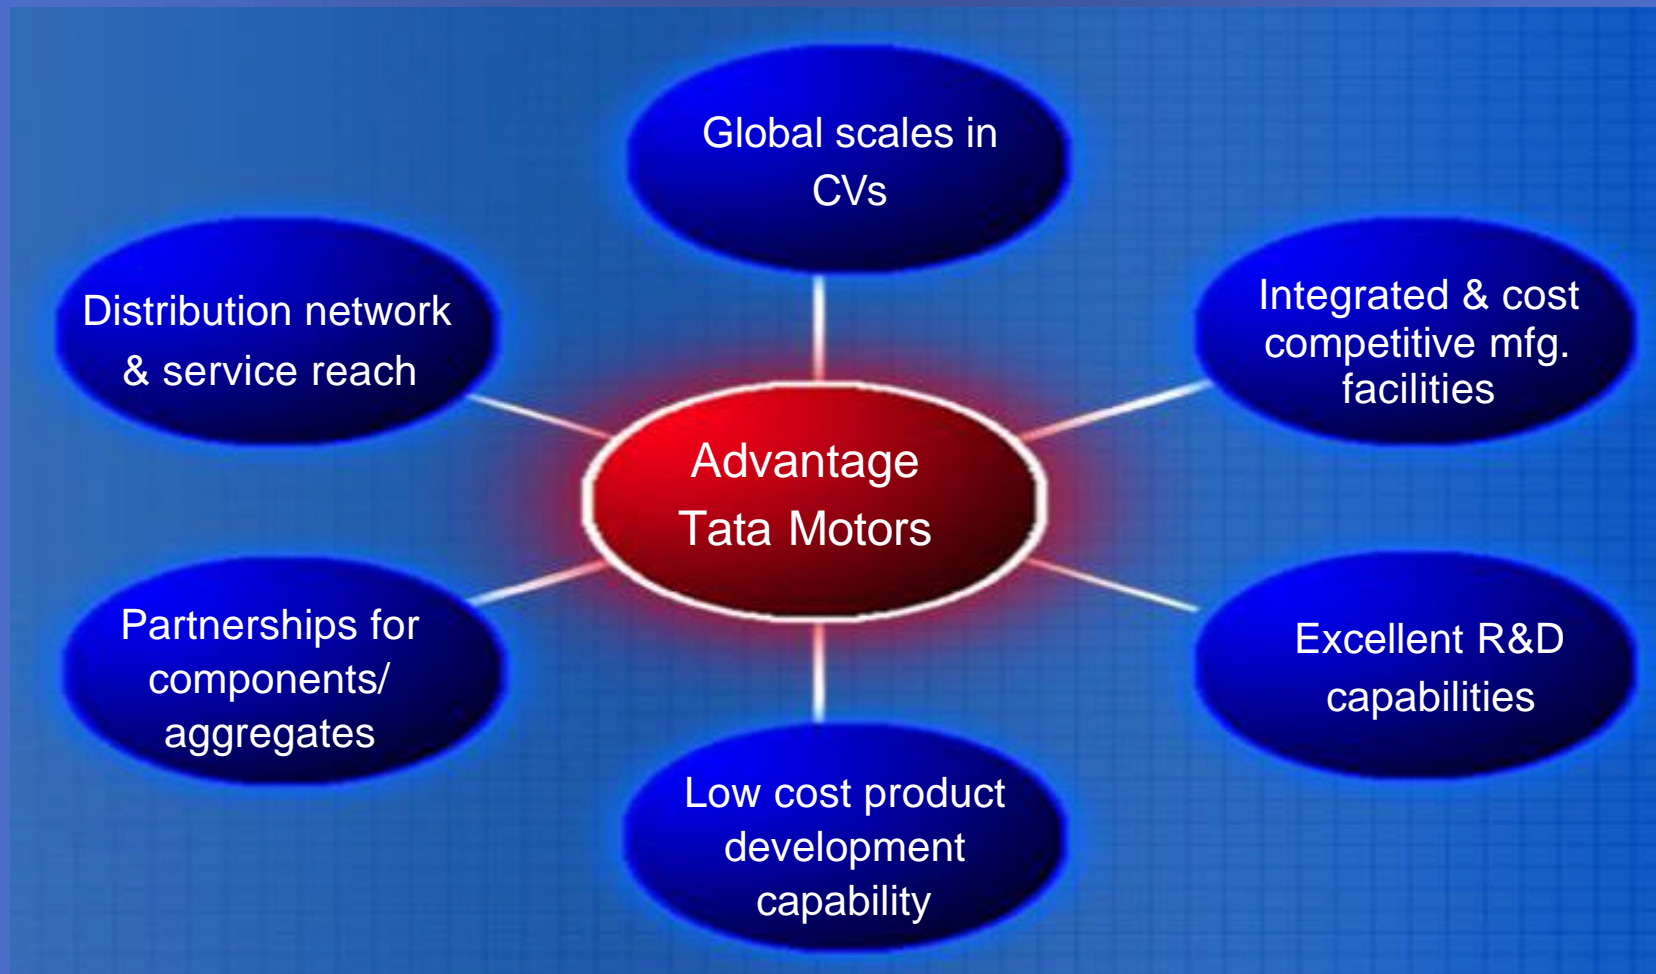 Global scales in
CVs
Distribution network
& service reach
Integrated & cost
competitive mfg.
facilities
Advantage
Tata Motors
Partnerships for
components/
aggregates
Excellent R&D
capabilities
Low cost product
development
capability